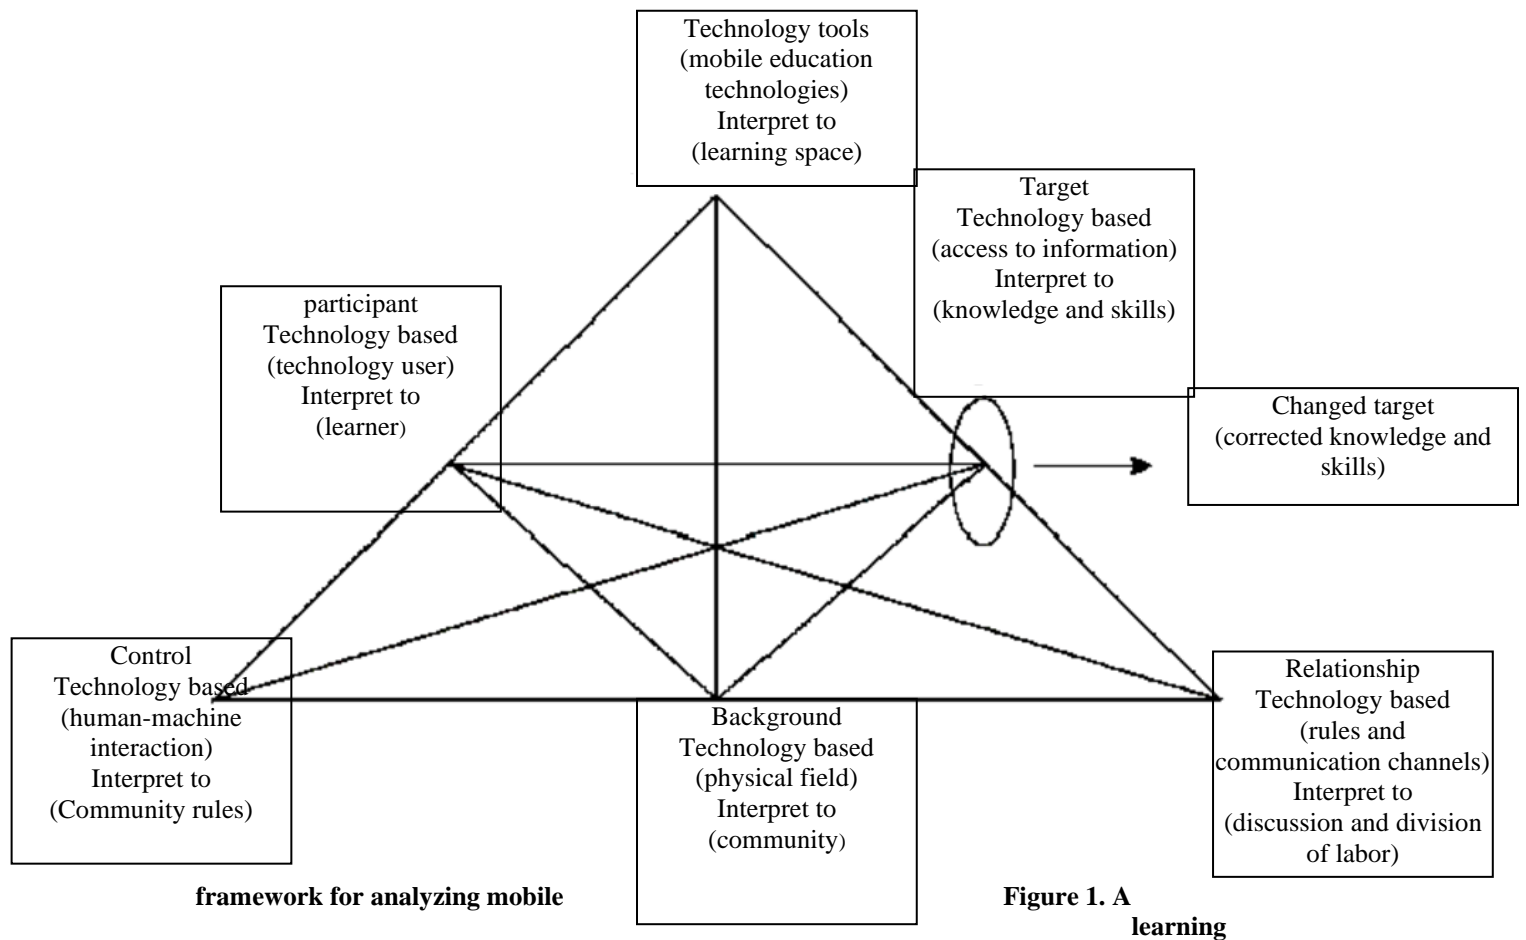 Technology tools
(mobile education
technologies)
Interpret to
(learning space)
Target
Technology based
(access to information)
Interpret to
(knowledge and skills)
participant
Technology based
(technology user)
Interpret to
(learner)
Changed target
(corrected knowledge and
skills)
Control
Technology based
(human-machine
interaction)
Interpret to
(Community rules)
Background
Technology based
(physical field)
Interpret to
(community)
Relationship
Technology based
(rules and
communication channels)
Interpret to
(discussion and division
of labor)
framework for analyzing mobile
Figure 1. A
learning